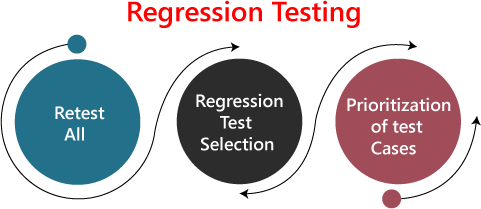 Regression Testing
Retest
All
Regression
Test
Selection
Prioritization
of test
Cases